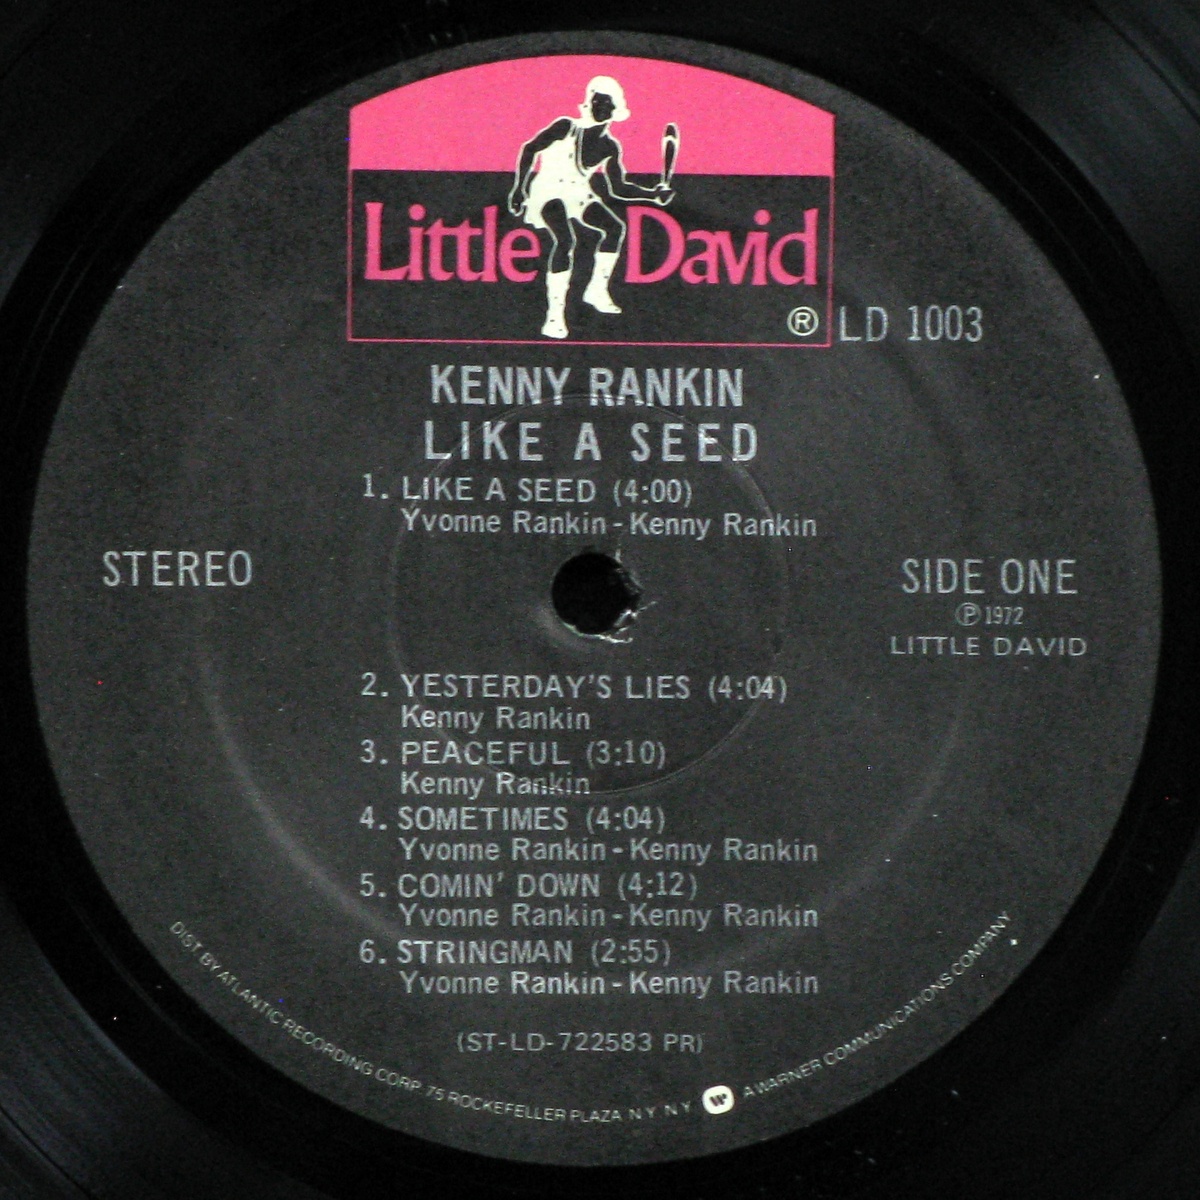 Little David ®
LD 1003
KENNY RANKIN
LIKE A SEED
1. LIKE A SEED (4:00)
Yvonne Rankin - Kenny Rankin
STEREO
SIDE ONE
℗ 1972
LITTLE DAVID
2. YESTERDAY'S LIES (4:04)
Kenny Rankin
3. PEACEFUL (3:10)
Kenny Rankin
4. SOMETIMES (4:04)
Yvonne Rankin - Kenny Rankin
5. COMIN' DOWN (4:12)
Yvonne Rankin - Kenny Rankin
6. STRINGMAN (2:55)
Yvonne Rankin - Kenny Rankin
(ST-LD-722583 PR)
DIST. BY ATLANTIC RECORDING CORP. 75 ROCKEFELLER PLAZA N Y N Y W A WARNER COMMUNICATIONS COMPANY